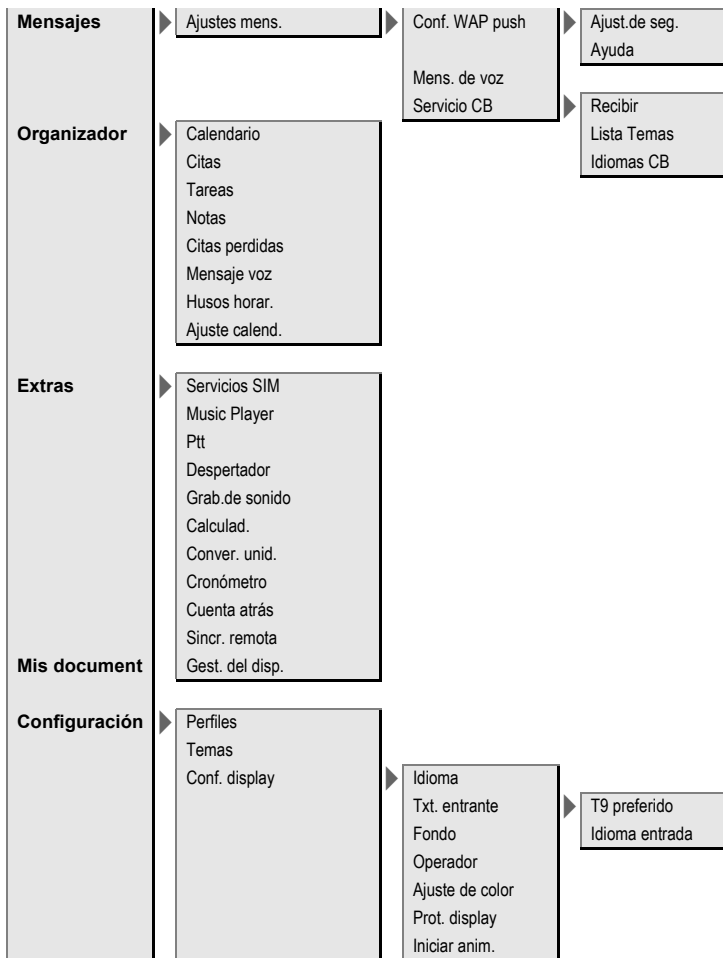 Mensajes
Ajustes mens.
Conf. WAP push
Ajust.de seg.
Ayuda
Mens. de voz
Servicio CB
Recibir
Lista Temas
Idiomas CB
Organizador
Calendario
Citas
Tareas
Notas
Citas perdidas
Mensaje voz
Husos horar.
Ajuste calend.
Extras
Servicios SIM
Music Player
Ptt
Despertador
Grab.de sonido
Calculad.
Conver. unid.
Cronómetro
Cuenta atrás
Sincr. remota
Gest. del disp.
Mis document
Configuración
Perfiles
Temas
Conf. display
Idioma
Txt. entrante
T9 preferido
Idioma entrada
Fondo
Operador
Ajuste de color
Prot. display
Iniciar anim.